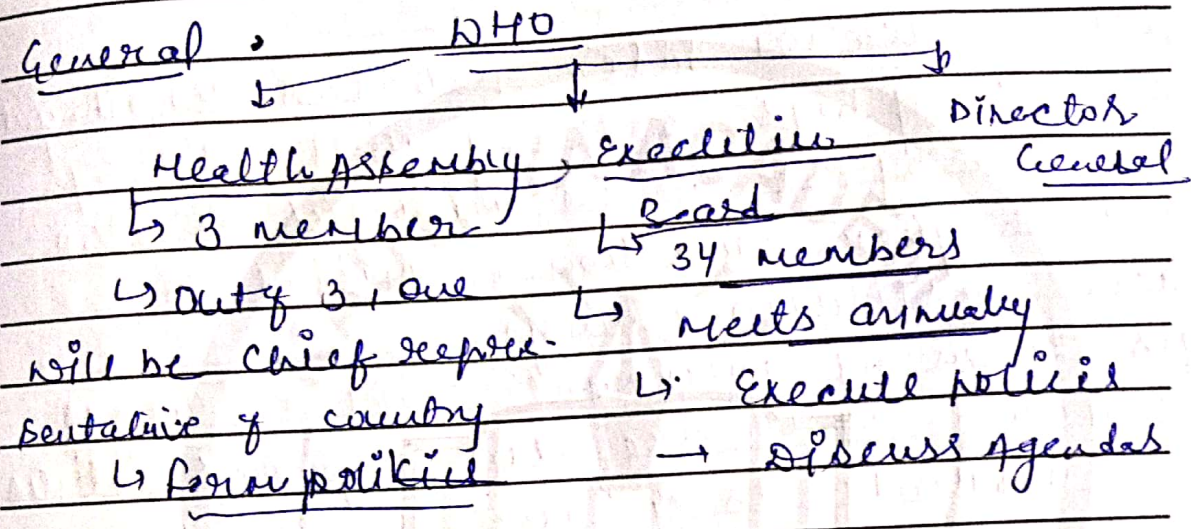 General : WHO
Health Assembly, Executive Board
Director General
↳ 3 member
↳ out of 3, one
will be chief repre-
sentative of country
↳ form polikies
↳ 34 members
↳ Meets annually
↳ Execute policies
→ Discuss Agendas